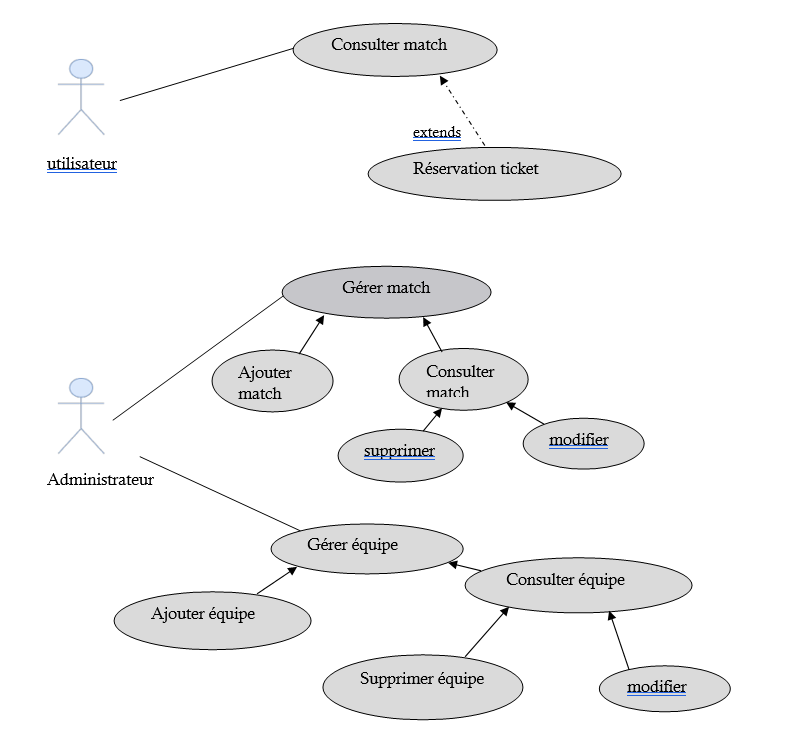 Consulter match
extends
utilisateur
Réservation ticket
Gérer match
Ajouter
match
Consulter
match
supprimer
modifier
Administrateur
Gérer équipe
Consulter équipe
Ajouter équipe
Supprimer équipe
modifier